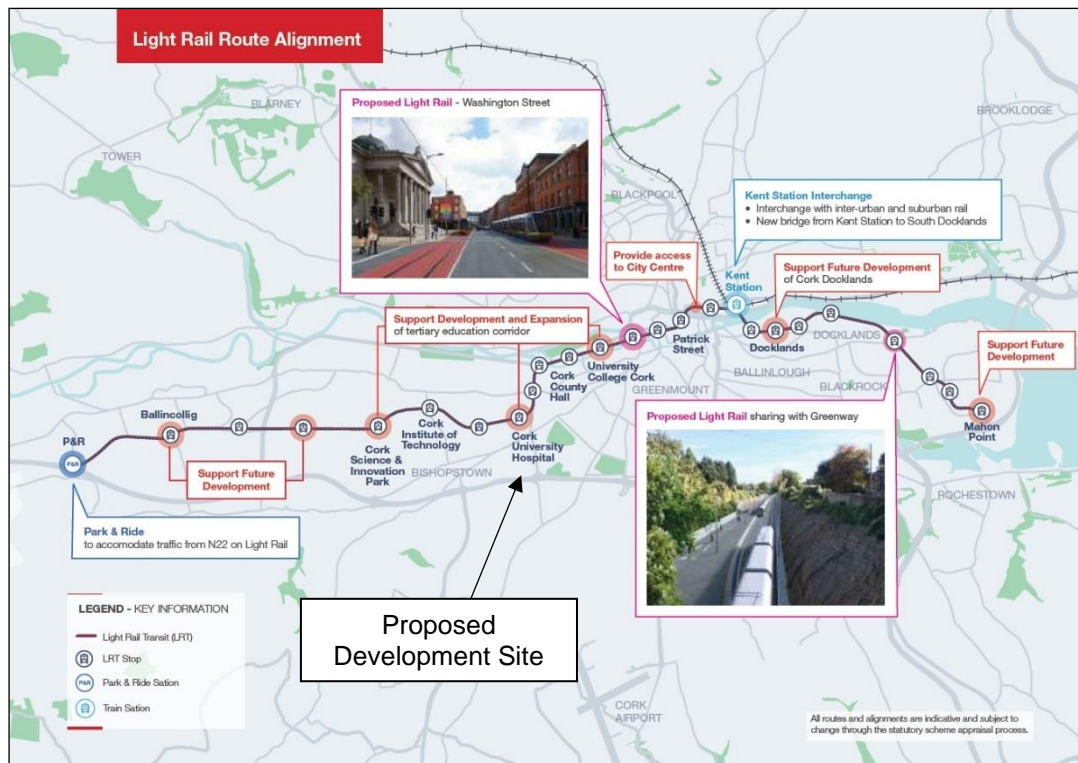 Light Rail Route Alignment
BLARNEY
TOWER
BROOKLODGE
BLACKPOOL
Proposed Light Rail - Washington Street
Kent Station Interchange
• Interchange with inter-urban and suburban rail
• New bridge from Kent Station to South Docklands
Provide access
to City Centre
Kent
Station
Support Future Development
of Cork Docklands
Support Development and Expansion
of tertiary education corridor
Patrick
Street
Docklands
DOCKLANDS
Support Future
Development
University
College Cork
Cork
County
Hall
GREENMOUNT
BALLINLOUGH
BLACKROCK
Mahon
Point
Ballincollig
P&R
P&R
Support Future
Development
Cork
Science &
Innovation
Park
Cork
Institute of
Technology
BISHOPSTOWN
Cork
University
Hospital
Proposed Light Rail sharing with Greenway
ROCHESTOWN
Park & Ride
to accomodate traffic from N22 on Light Rail
Proposed
Development Site
LEGEND - KEY INFORMATION
Light Rail Transit (LRT)
LRT Stop
P&R
Park & Ride Sation
Train Sation
CORK
AIRPORT
All routes and alignments are indicative and subject to
change through the statutory scheme appraisal process.